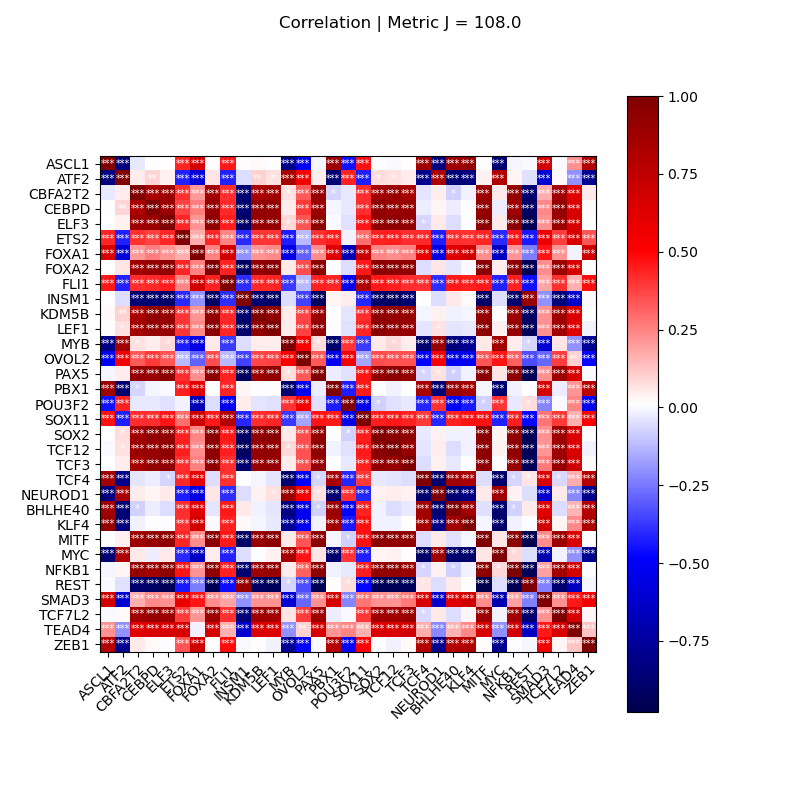 Correlation | Metric J = 108.0
ASCL1
ATF2
CBFA2T2
CEBPD
ELF3
ETS2
FOXA1
FOXA2
FLI1
INSM1
KDM5B
LEF1
MYB
OVOL2
PAX5
PBX1
POU3F2
SOX11
SOX2
TCF12
TCF3
TCF4
NEUROD1
BHLHE40
KLF4
MITF
MYC
NFKB1
REST
SMAD3
TCF7L2
TEAD4
ZEB1
ASCL1
ATF2
CBFA2T2
CEBPD
ELF3
ETS2
FOXA1
FOXA2
FLI1
INSM1
KDM5B
LEF1
MYB
OVOL2
PAX5
PBX1
POU3F2
SOX11
SOX2
TCF12
TCF3
TCF4
NEUROD1
BHLHE40
KLF4
MITF
MYC
NFKB1
REST
SMAD3
TCF7L2
TEAD4
ZEB1
1.00
0.75
0.50
0.25
0.00
−0.25
−0.50
−0.75